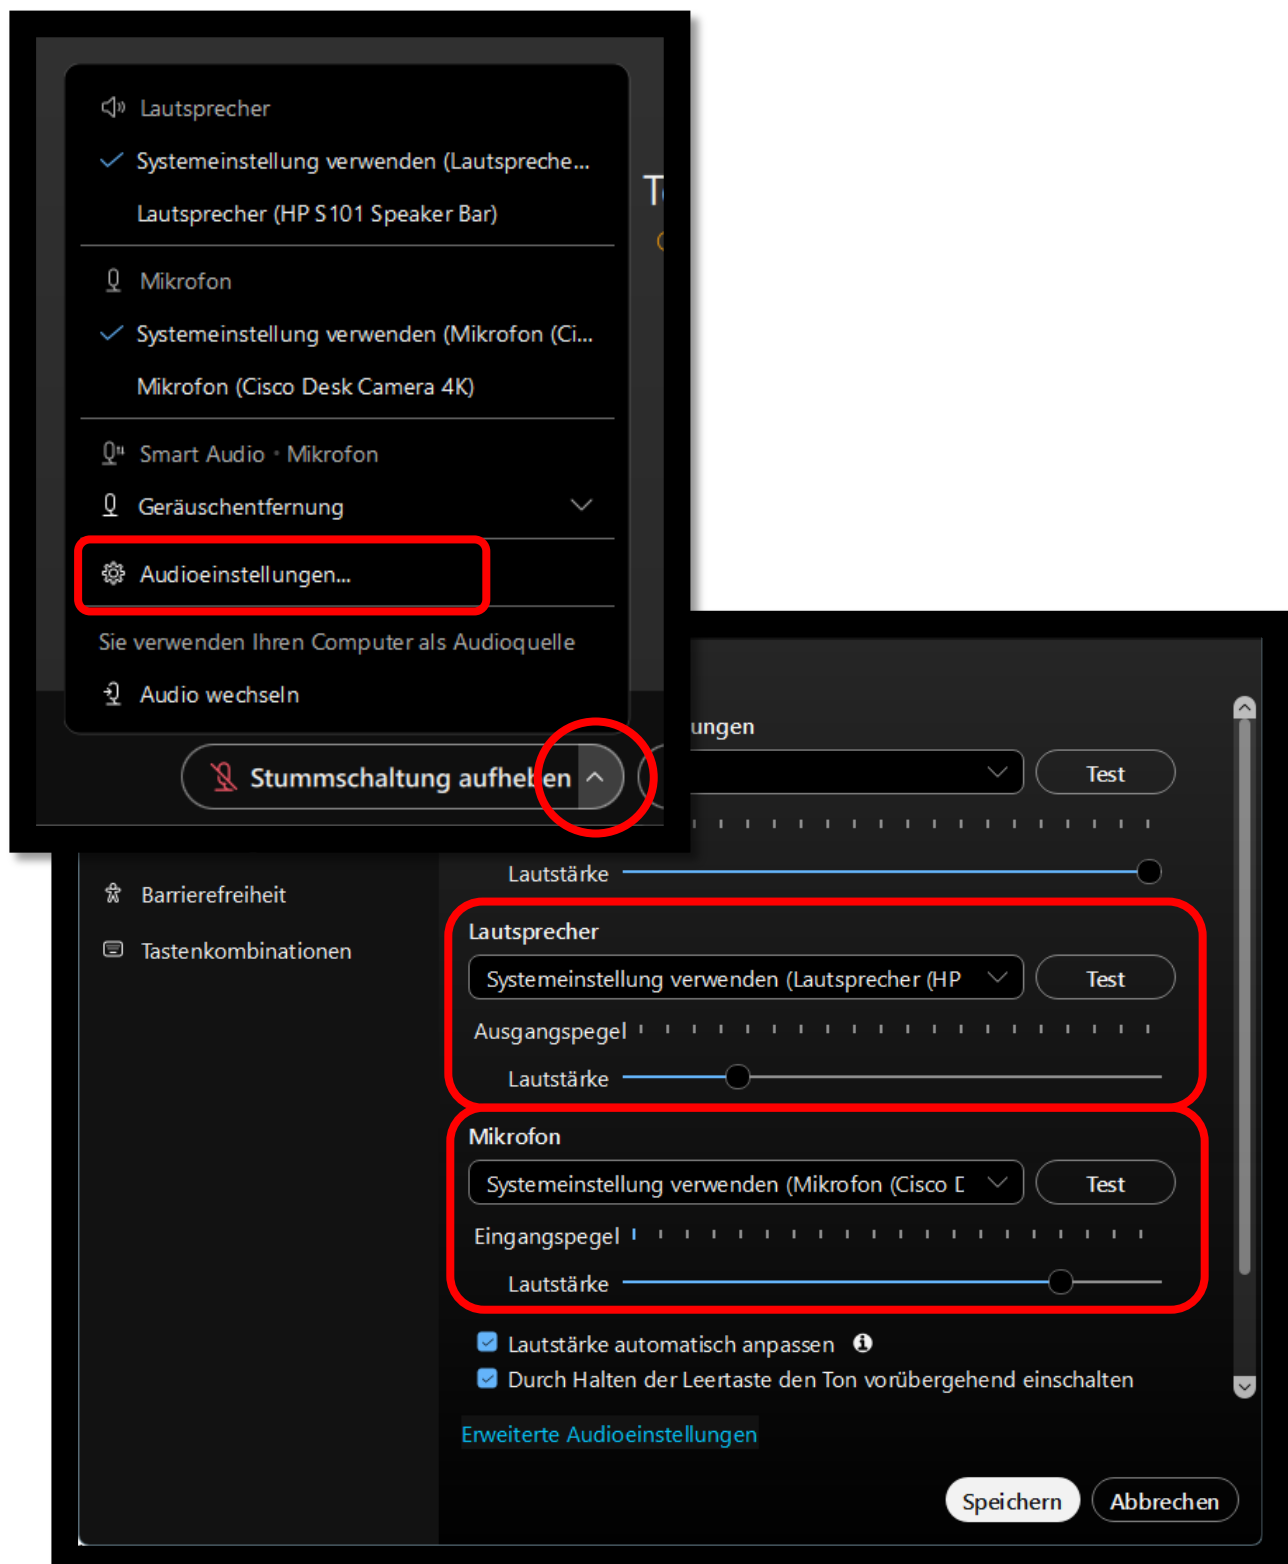 Lautsprecher
Systemeinstellung verwenden (Lautspreche...
Lautsprecher (HP S101 Speaker Bar)
Mikrofon
Systemeinstellung verwenden (Mikrofon (Ci...
Mikrofon (Cisco Desk Camera 4K)
Smart Audio • Mikrofon
Geräuschentfernung
Audioeinstellungen...
Sie verwenden Ihren Computer als Audioquelle
Audio wechseln
Stummschaltung aufheben
ungen
Test
Lautstärke
Barrierefreiheit
Tastenkombinationen
Lautsprecher
Systemeinstellung verwenden (Lautsprecher (HP
Test
Ausgangspegel
Lautstärke
Mikrofon
Systemeinstellung verwenden (Mikrofon (Cisco
Test
Eingangspegel
Lautstärke
Lautstärke automatisch anpassen
Durch Halten der Leertaste den Ton vorübergehend einschalten
Erweiterte Audioeinstellungen
Speichern
Abbrechen